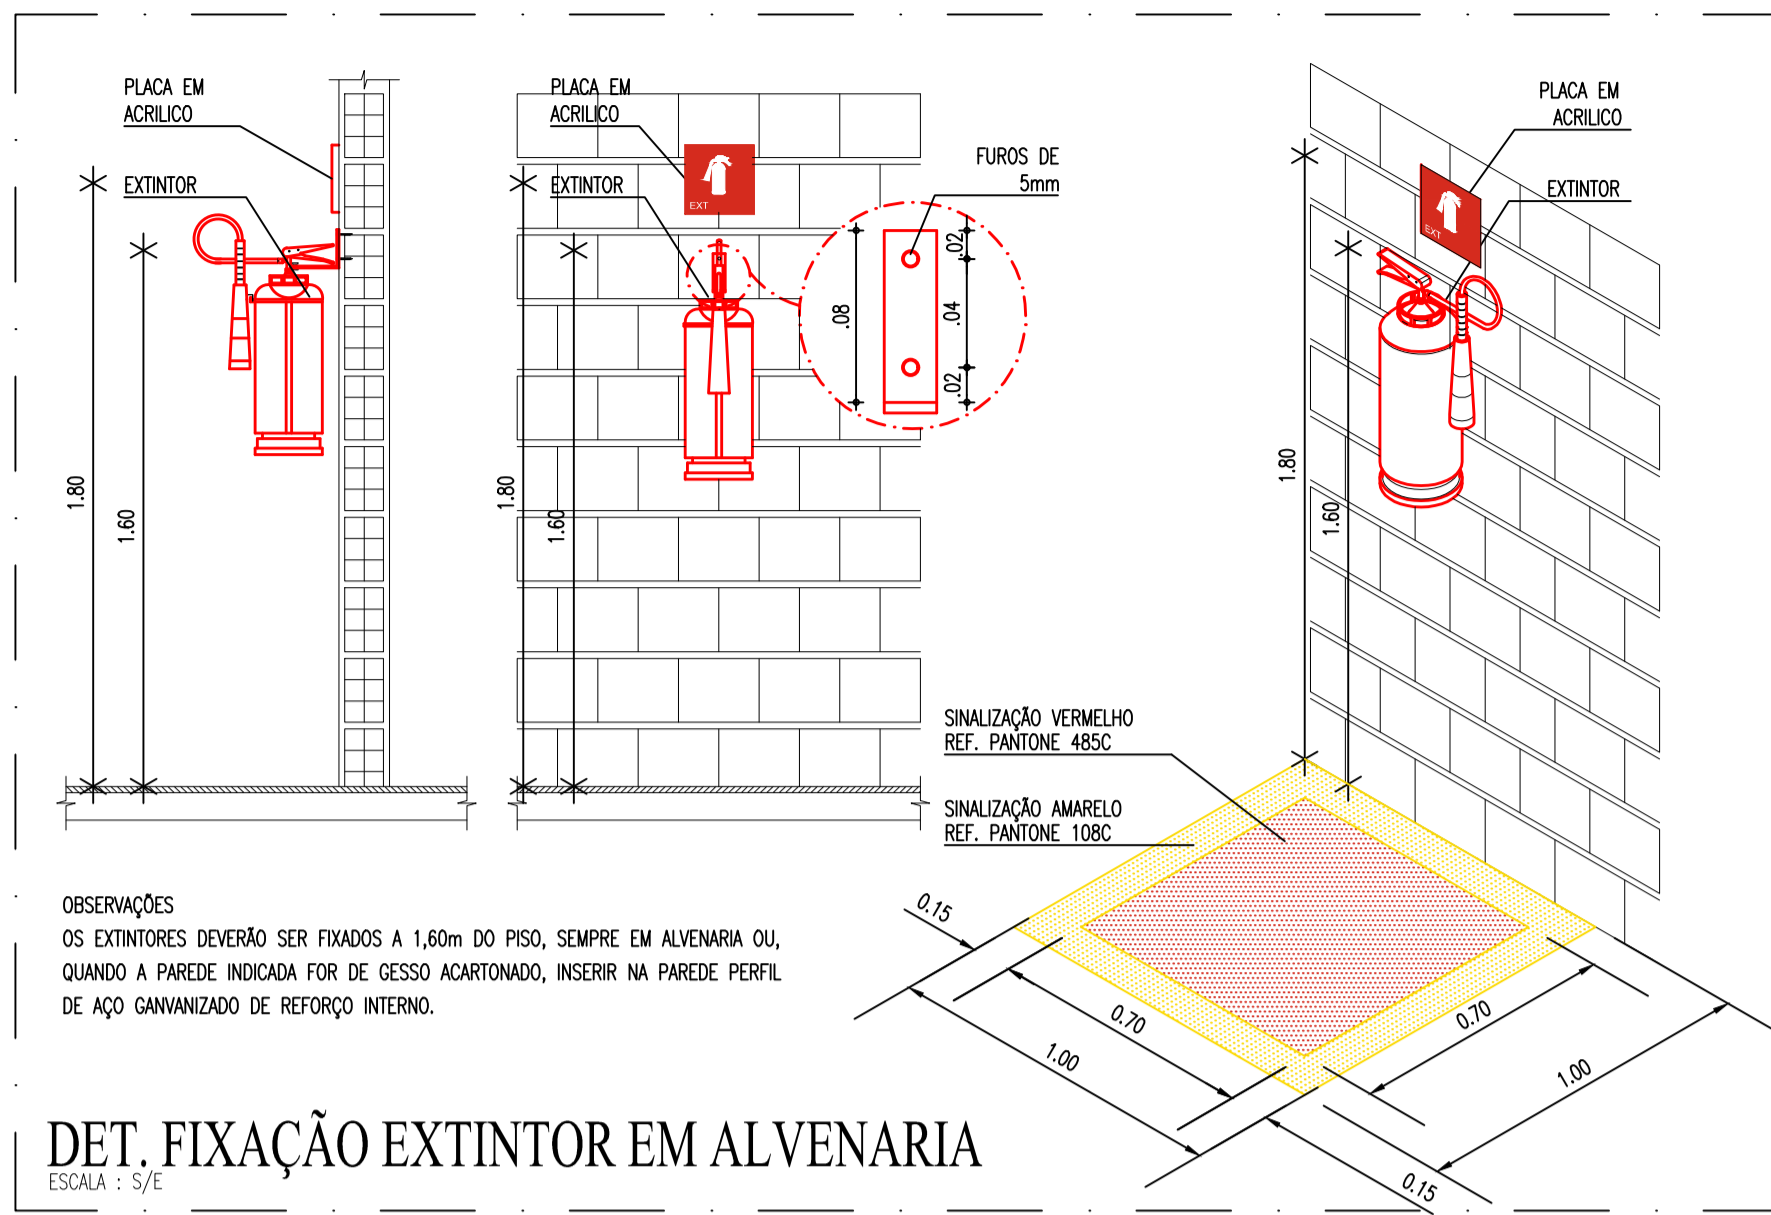 PLACA EM
ACRILICO
EXTINTOR
1.80
1.60
PLACA EM
ACRILICO
EXTINTOR
EXT
1.80
1.60
FUROS DE
5mm
.08
.02
.04
.02
PLACA EM
ACRILICO
EXTINTOR
EXT
1.80
1.60
SINALIZAÇÃO VERMELHO
REF. PANTONE 485C
SINALIZAÇÃO AMARELO
REF. PANTONE 108C
0.15
0.70
1.00
0.70
1.00
0.15
OBSERVAÇÕES
OS EXTINTORES DEVERÃO SER FIXADOS A 1,60m DO PISO, SEMPRE EM ALVENARIA OU,
QUANDO A PAREDE INDICADA FOR DE GESSO ACARTONADO, INSERIR NA PAREDE PERFIL
DE AÇO GANVANIZADO DE REFORÇO INTERNO.
DET. FIXAÇÃO EXTINTOR EM ALVENARIA
ESCALA : S/E